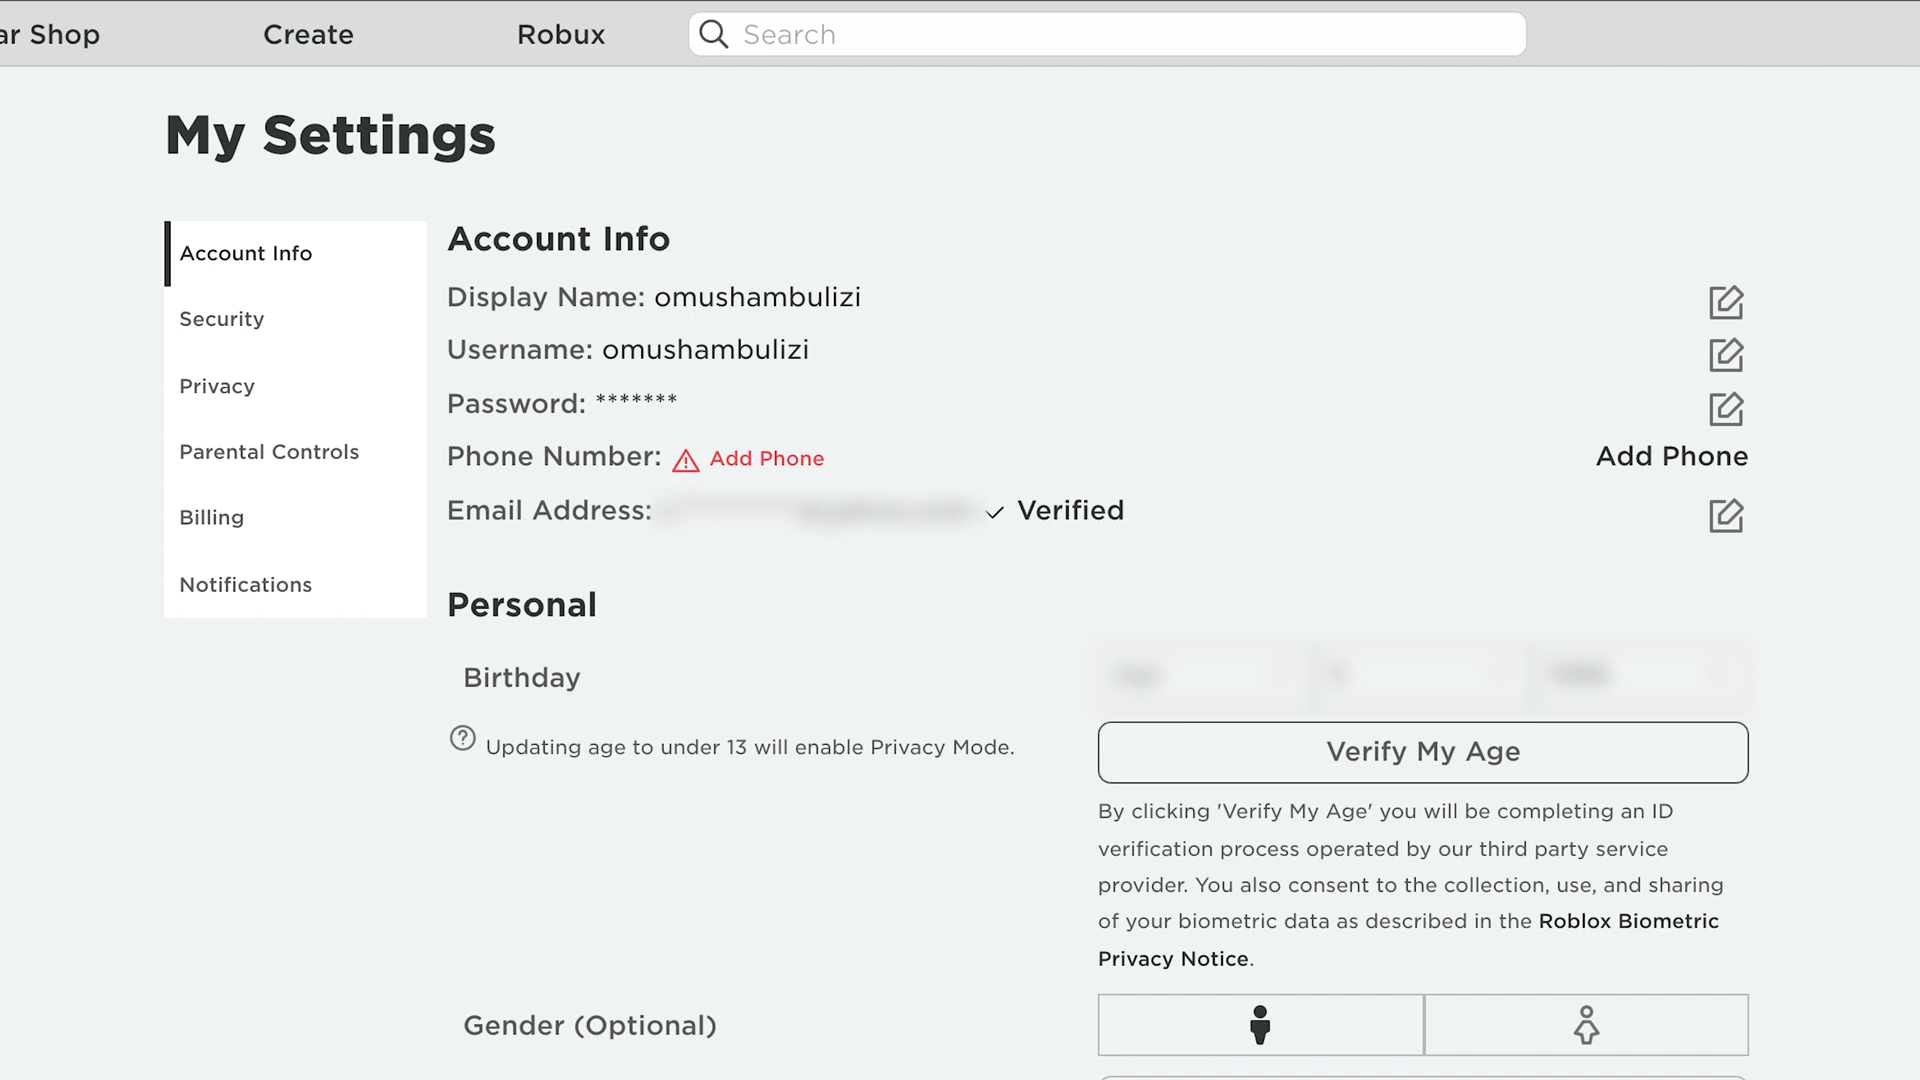 ar Shop
Create
Robux
Search
My Settings
Account Info
Security
Privacy
Parental Controls
Billing
Notifications
Account Info
Display Name: omushambulizi
Username: omushambulizi
Password: *******
Phone Number: Add Phone
Add Phone
Email Address:
Verified
Personal
Birthday
Updating age to under 13 will enable Privacy Mode.
Verify My Age
By clicking 'Verify My Age' you will be completing an ID
verification process operated by our third party service
provider. You also consent to the collection, use, and sharing
of your biometric data as described in the Roblox Biometric
Privacy Notice.
Gender (Optional)